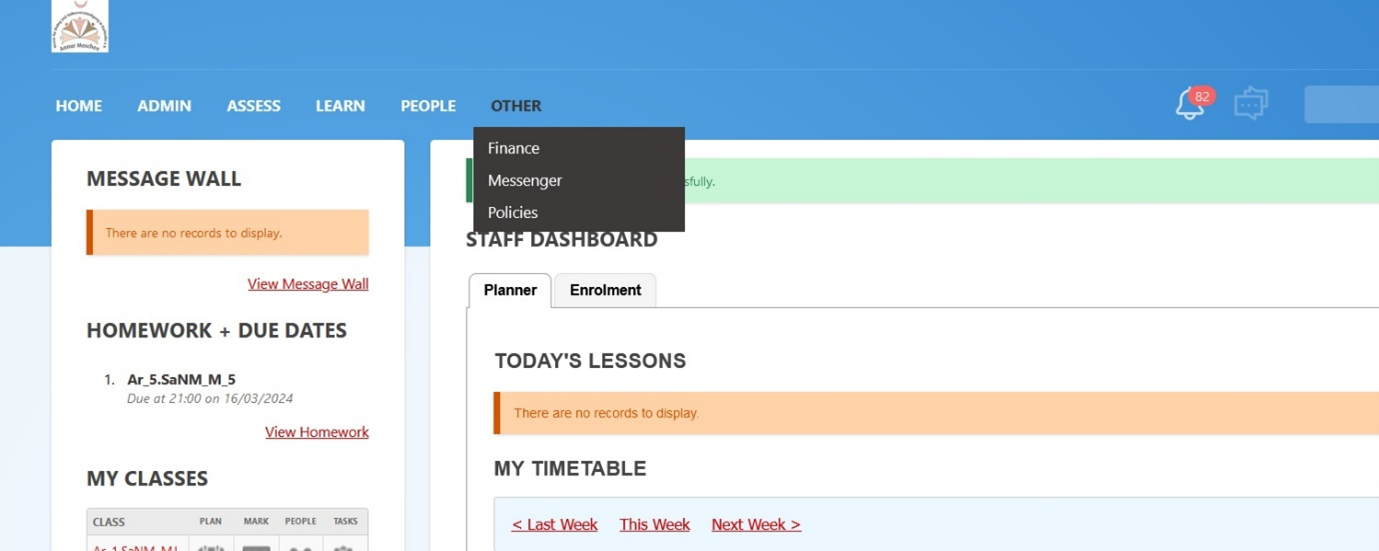 Annur Moschee
HOME ADMIN ASSESS LEARN PEOPLE OTHER
82
Finance
Messenger
Policies
sfully.
MESSAGE WALL
There are no records to display.
View Message Wall
HOMEWORK + DUE DATES
1. Ar_5.SaNM_M_5
Due at 21:00 on 16/03/2024
View Homework
MY CLASSES
CLASS PLAN MARK PEOPLE TASKS
STAFF DASHBOARD
Planner Enrolment
TODAY'S LESSONS
There are no records to display.
MY TIMETABLE
< Last Week This Week Next Week >